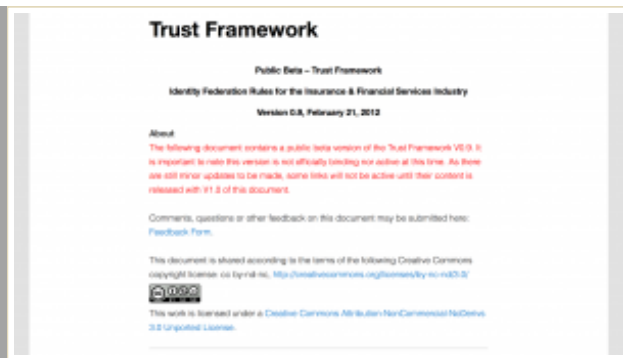 Trust Framework
Public Beta – Trust Framework
Identity Federation Rules for the Insurance & Financial Services Industry
Version 0.9, February 21, 2012
About
The following document contains a public beta version of the Trust Framework V0.9. It
is important to note this version is not officially binding nor active at this time. As there
are still minor updates to be made, some links will not be active until their content is
released with V1.0 of this document.
Comments, questions or other feedback on this document may be submitted here:
Feedback Form.
This document is shared according to the terms of the following Creative Commons
copyright license: cc by-nd-nc, http://creativecommons.org/licenses/by-nc-nd/3.0/
This work is licensed under a Creative Commons Attribution-NonCommercial-NoDerivs
3.0 Unported License.